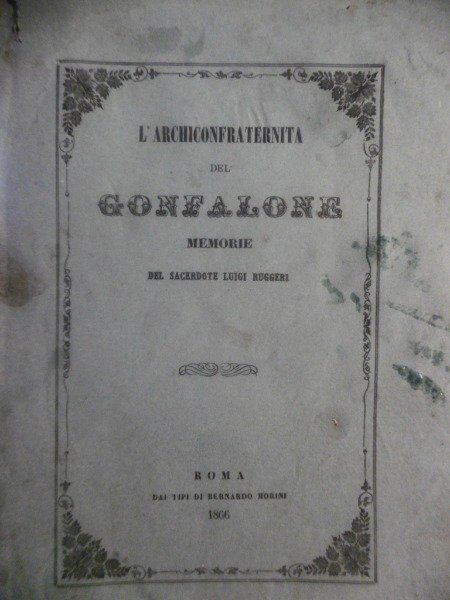 L'ARCHICONFRATERNITA
DEL
GONFALONE
MEMORIE
DEL SACERDOTE LUIGI RUGGERI
ROMA
DAI TIPI DI BERNARDO MORINI
1866